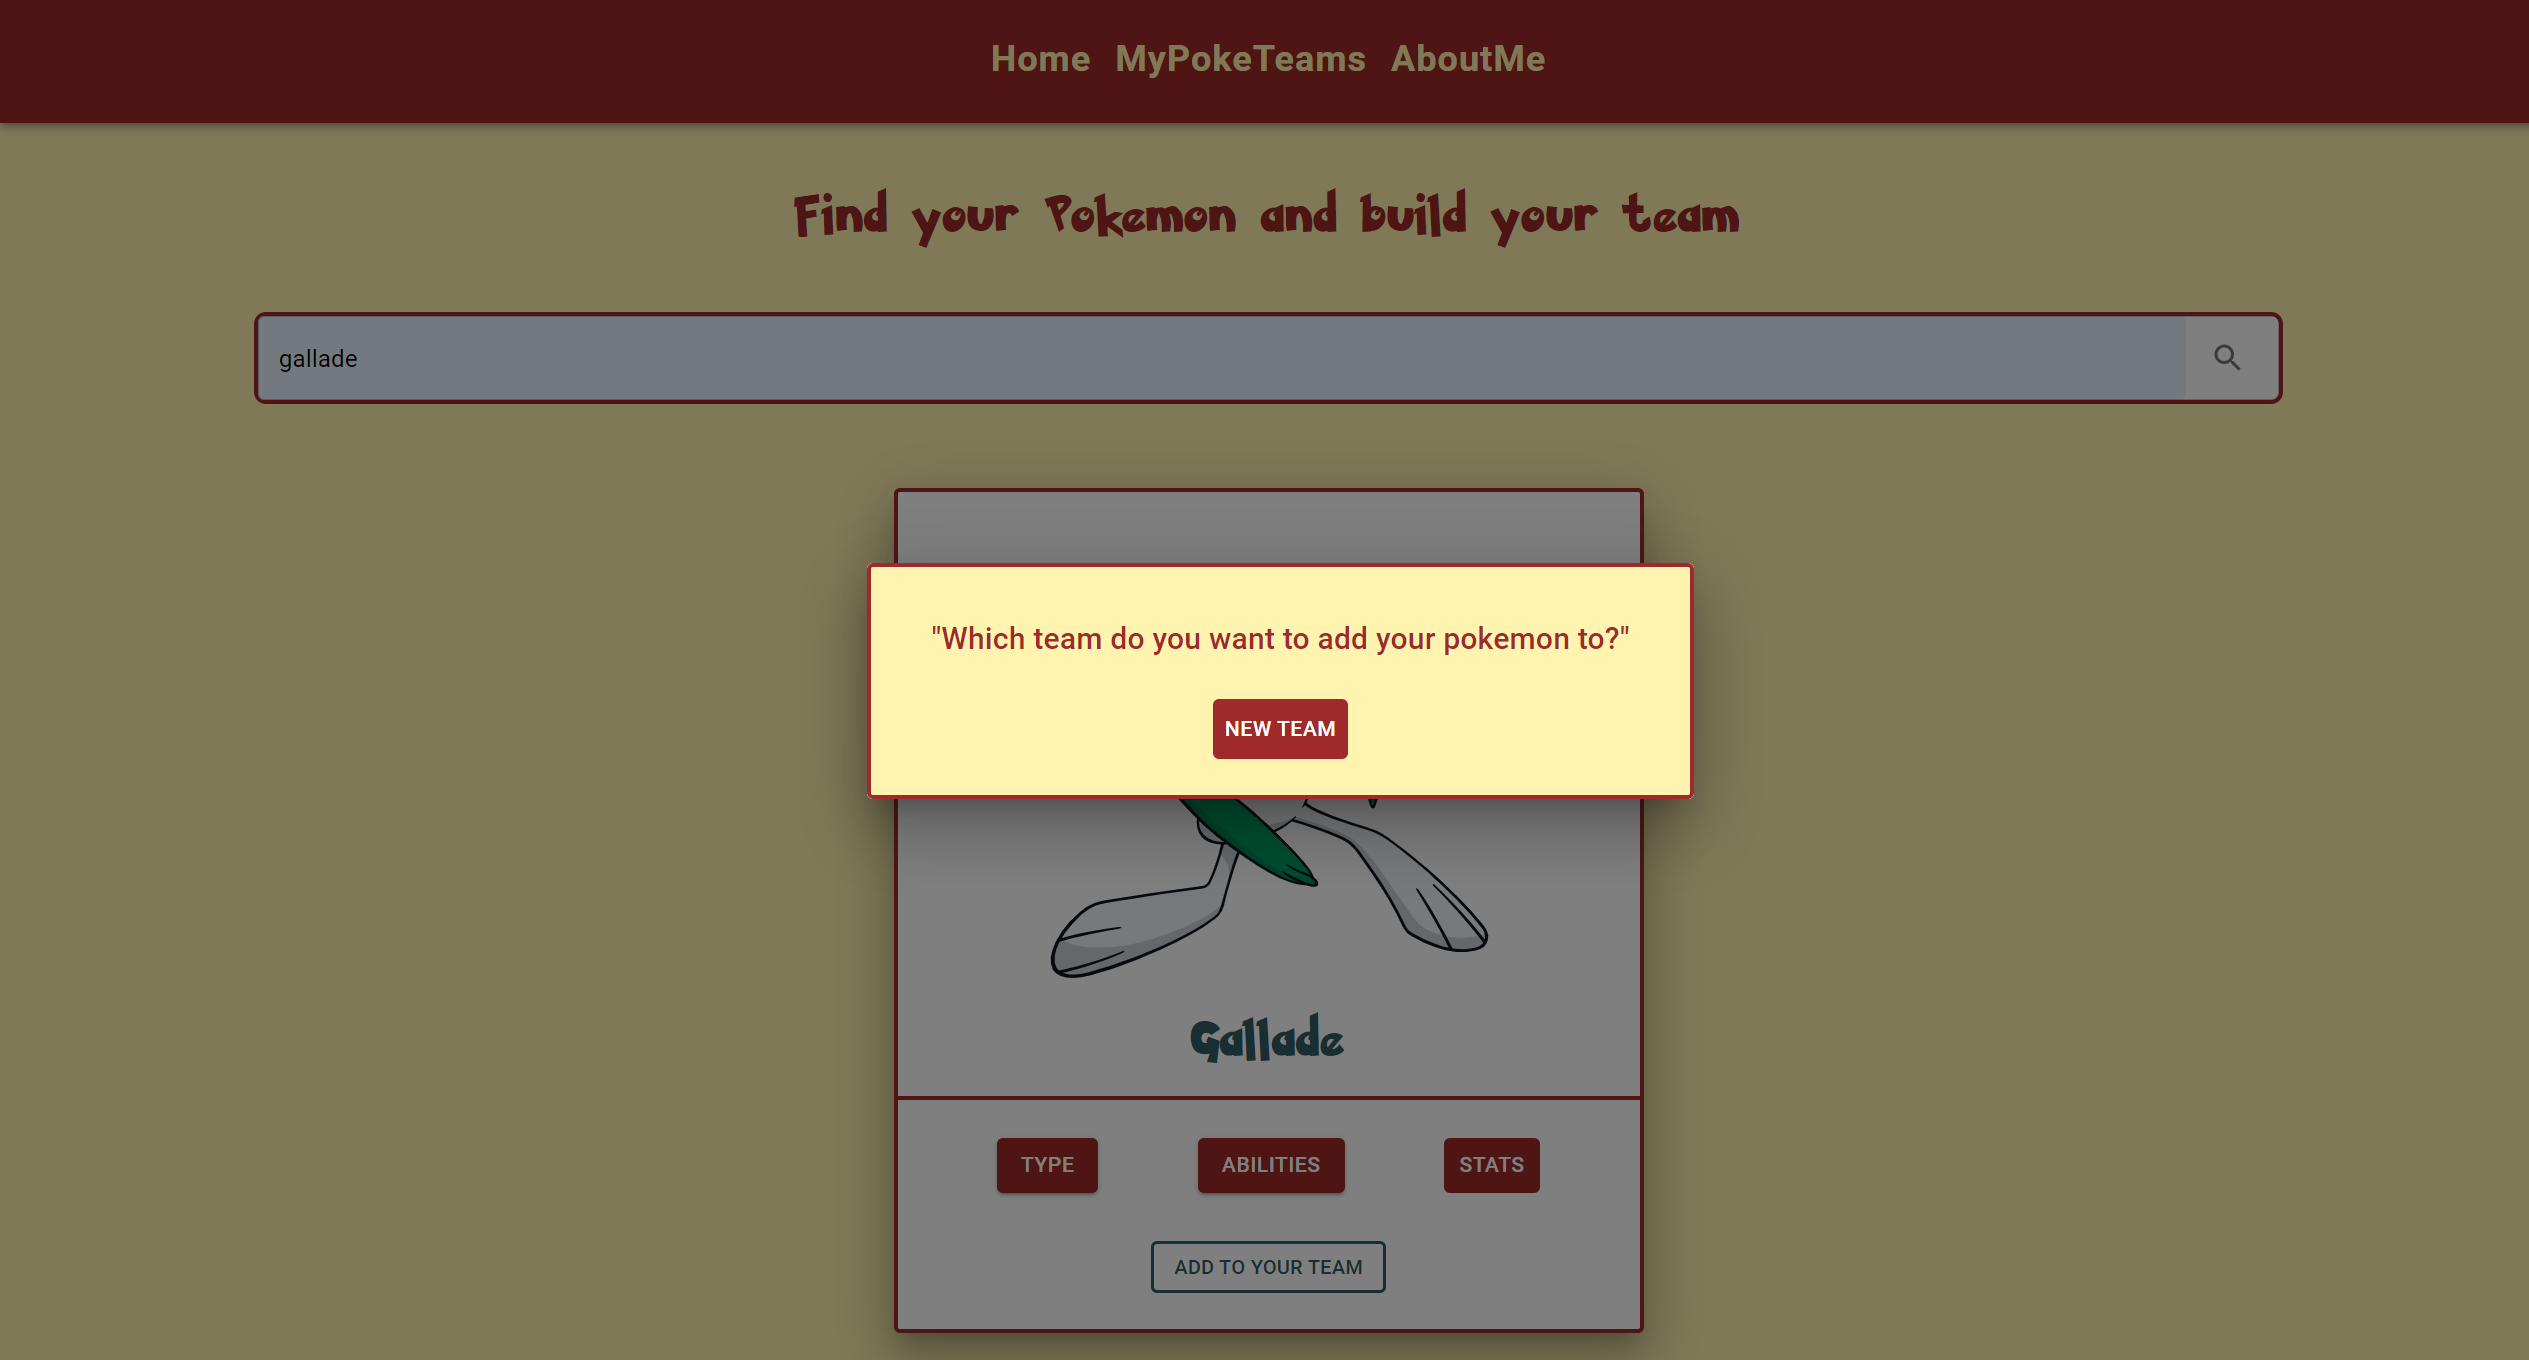 Home MyPokeTeams AboutMe
Find your Pokemon and build your team
gallade
"Which team do you want to add your pokemon to?"
NEW TEAM
Gallade
TYPE ABILITIES STATS
ADD TO YOUR TEAM